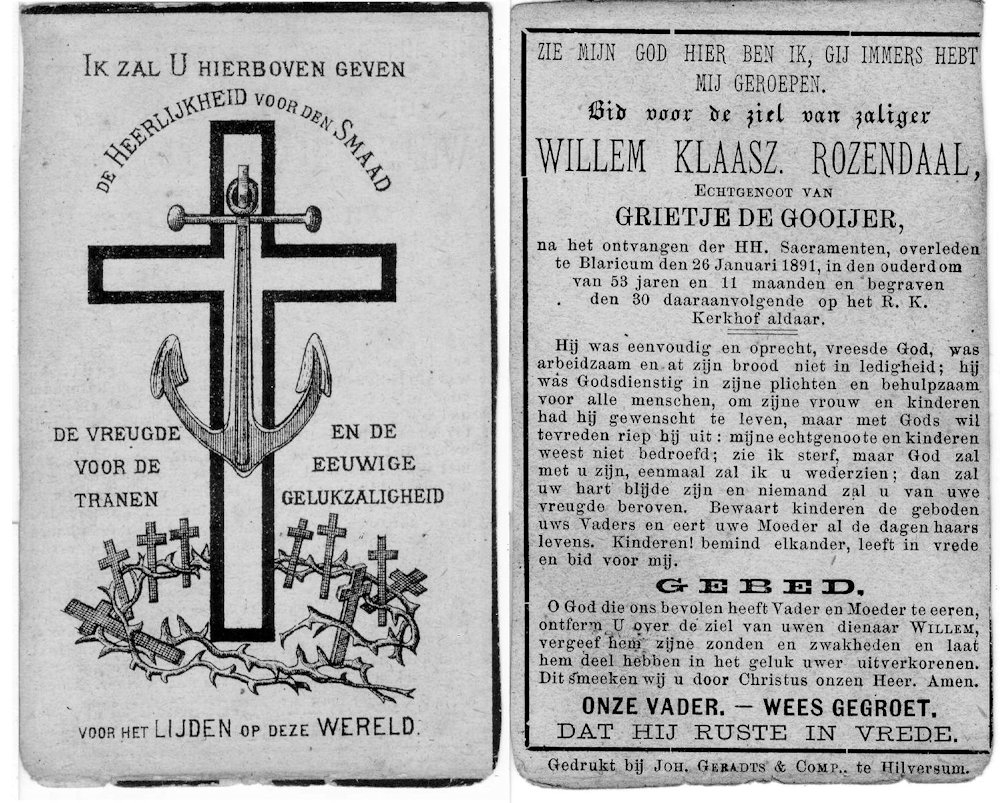 IK ZAL U HIERBOVEN GEVEN
DE HEERLIJKHEID VOOR DEN SMAAD
DE VREUGDE
VOOR DE
TRANEN
EN DE
EEUWIGE
GELUKZALIGHEID
VOOR HET LIJDEN OP DEZE WERELD.
ZIE MIJN GOD HIER BEN IK, GIJ IMMERS HEBT
MIJ GEROEPEN.
Bid voor de ziel van zaliger
WILLEM KLAASZ. ROZENDAAL,
ECHTGENOOT VAN
GRIETJE DE GOOIJER,
na het ontvangen der HH. Sacramenten, overleden
te Blaricum den 26 Januari 1891, in den ouderdom
van 53 jaren en 11 maanden en begraven
den 30 daaraanvolgende op het R. K.
Kerkhof aldaar.
Hij was eenvoudig en oprecht, vreesde God, was
arbeidzaam en at zijn brood niet in ledigheid; hij
was Godsdienstig in zijne plichten en behulpzaam
voor alle menschen, om zijne vrouw en kinderen
had hij gewenscht te leven, maar met Gods wil
tevreden riep hij uit: mijne echtgenoote en kinderen
weest niet bedroefd; zie ik sterf, maar God zal
met u zijn, eenmaal zal ik u wederzien; dan zal
uw hart blijde zijn en niemand zal u van uwe
vreugde beroven. Bewaart kinderen de geboden
uws Vaders en eert uwe Moeder al de dagen haars
levens. Kinderen! bemind elkander, leeft in vrede
en bid voor mij.
GEBED.
O God die ons bevolen heeft Vader en Moeder te eeren,
ontferm U over de ziel van uwen dienaar WILLEM,
vergeef hem zijne zonden en zwakheden en laat
hem deel hebben in het geluk uwer uitverkorenen.
Dit smeeken wij u door Christus onzen Heer. Amen.
ONZE VADER. — WEES GEGROET.
DAT HIJ RUSTE IN VREDE.
Gedrukt bij JOH. GERADTS & COMP., te Hilversum.